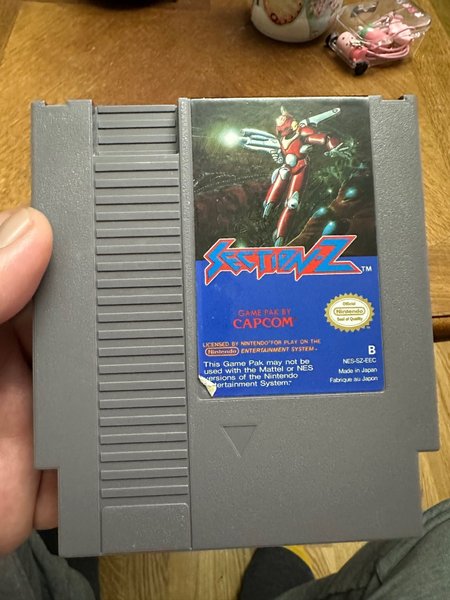 SECTION-Z TM
GAME PAK BY
CAPCOM
Official
Nintendo
Seal of Quality
LICENSED BY NINTENDO® FOR PLAY ON THE
Nintendo ENTERTAINMENT SYSTEM™
B
NES-SZ-EEC
Made in Japan
Fabriqué au Japon
This Game Pak may not be
used with the Mattel or NES
versions of the Nintendo
Entertainment System.